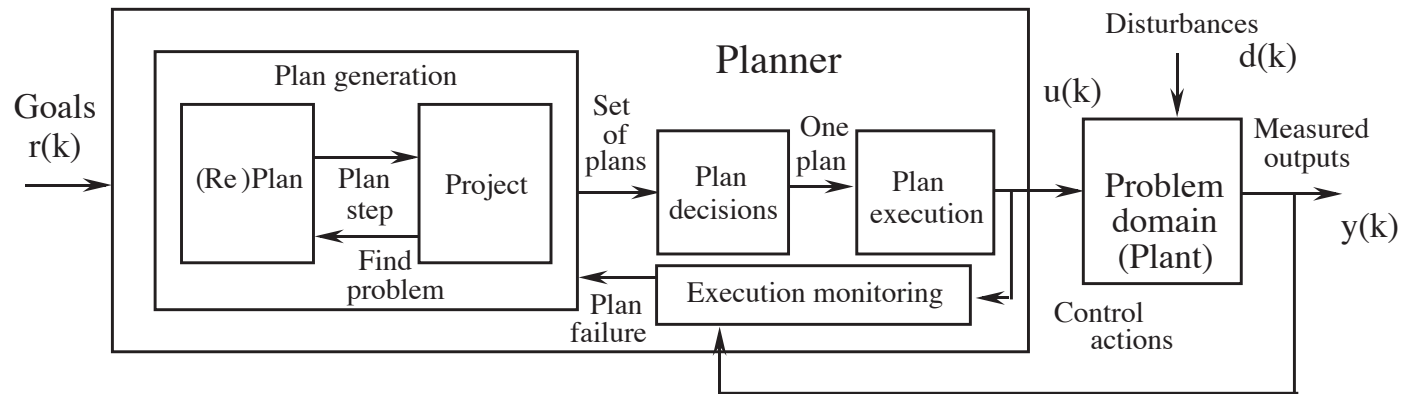 Disturbances
d(k)
Planner
Plan generation
u(k)
Goals
r(k)
Set
of
plans
One
plan
Measured
outputs
(Re )Plan
Plan
step
Project
Plan
decisions
Plan
execution
Problem
domain
(Plant)
y(k)
Find
problem
Execution monitoring
Plan
failure
Control
actions